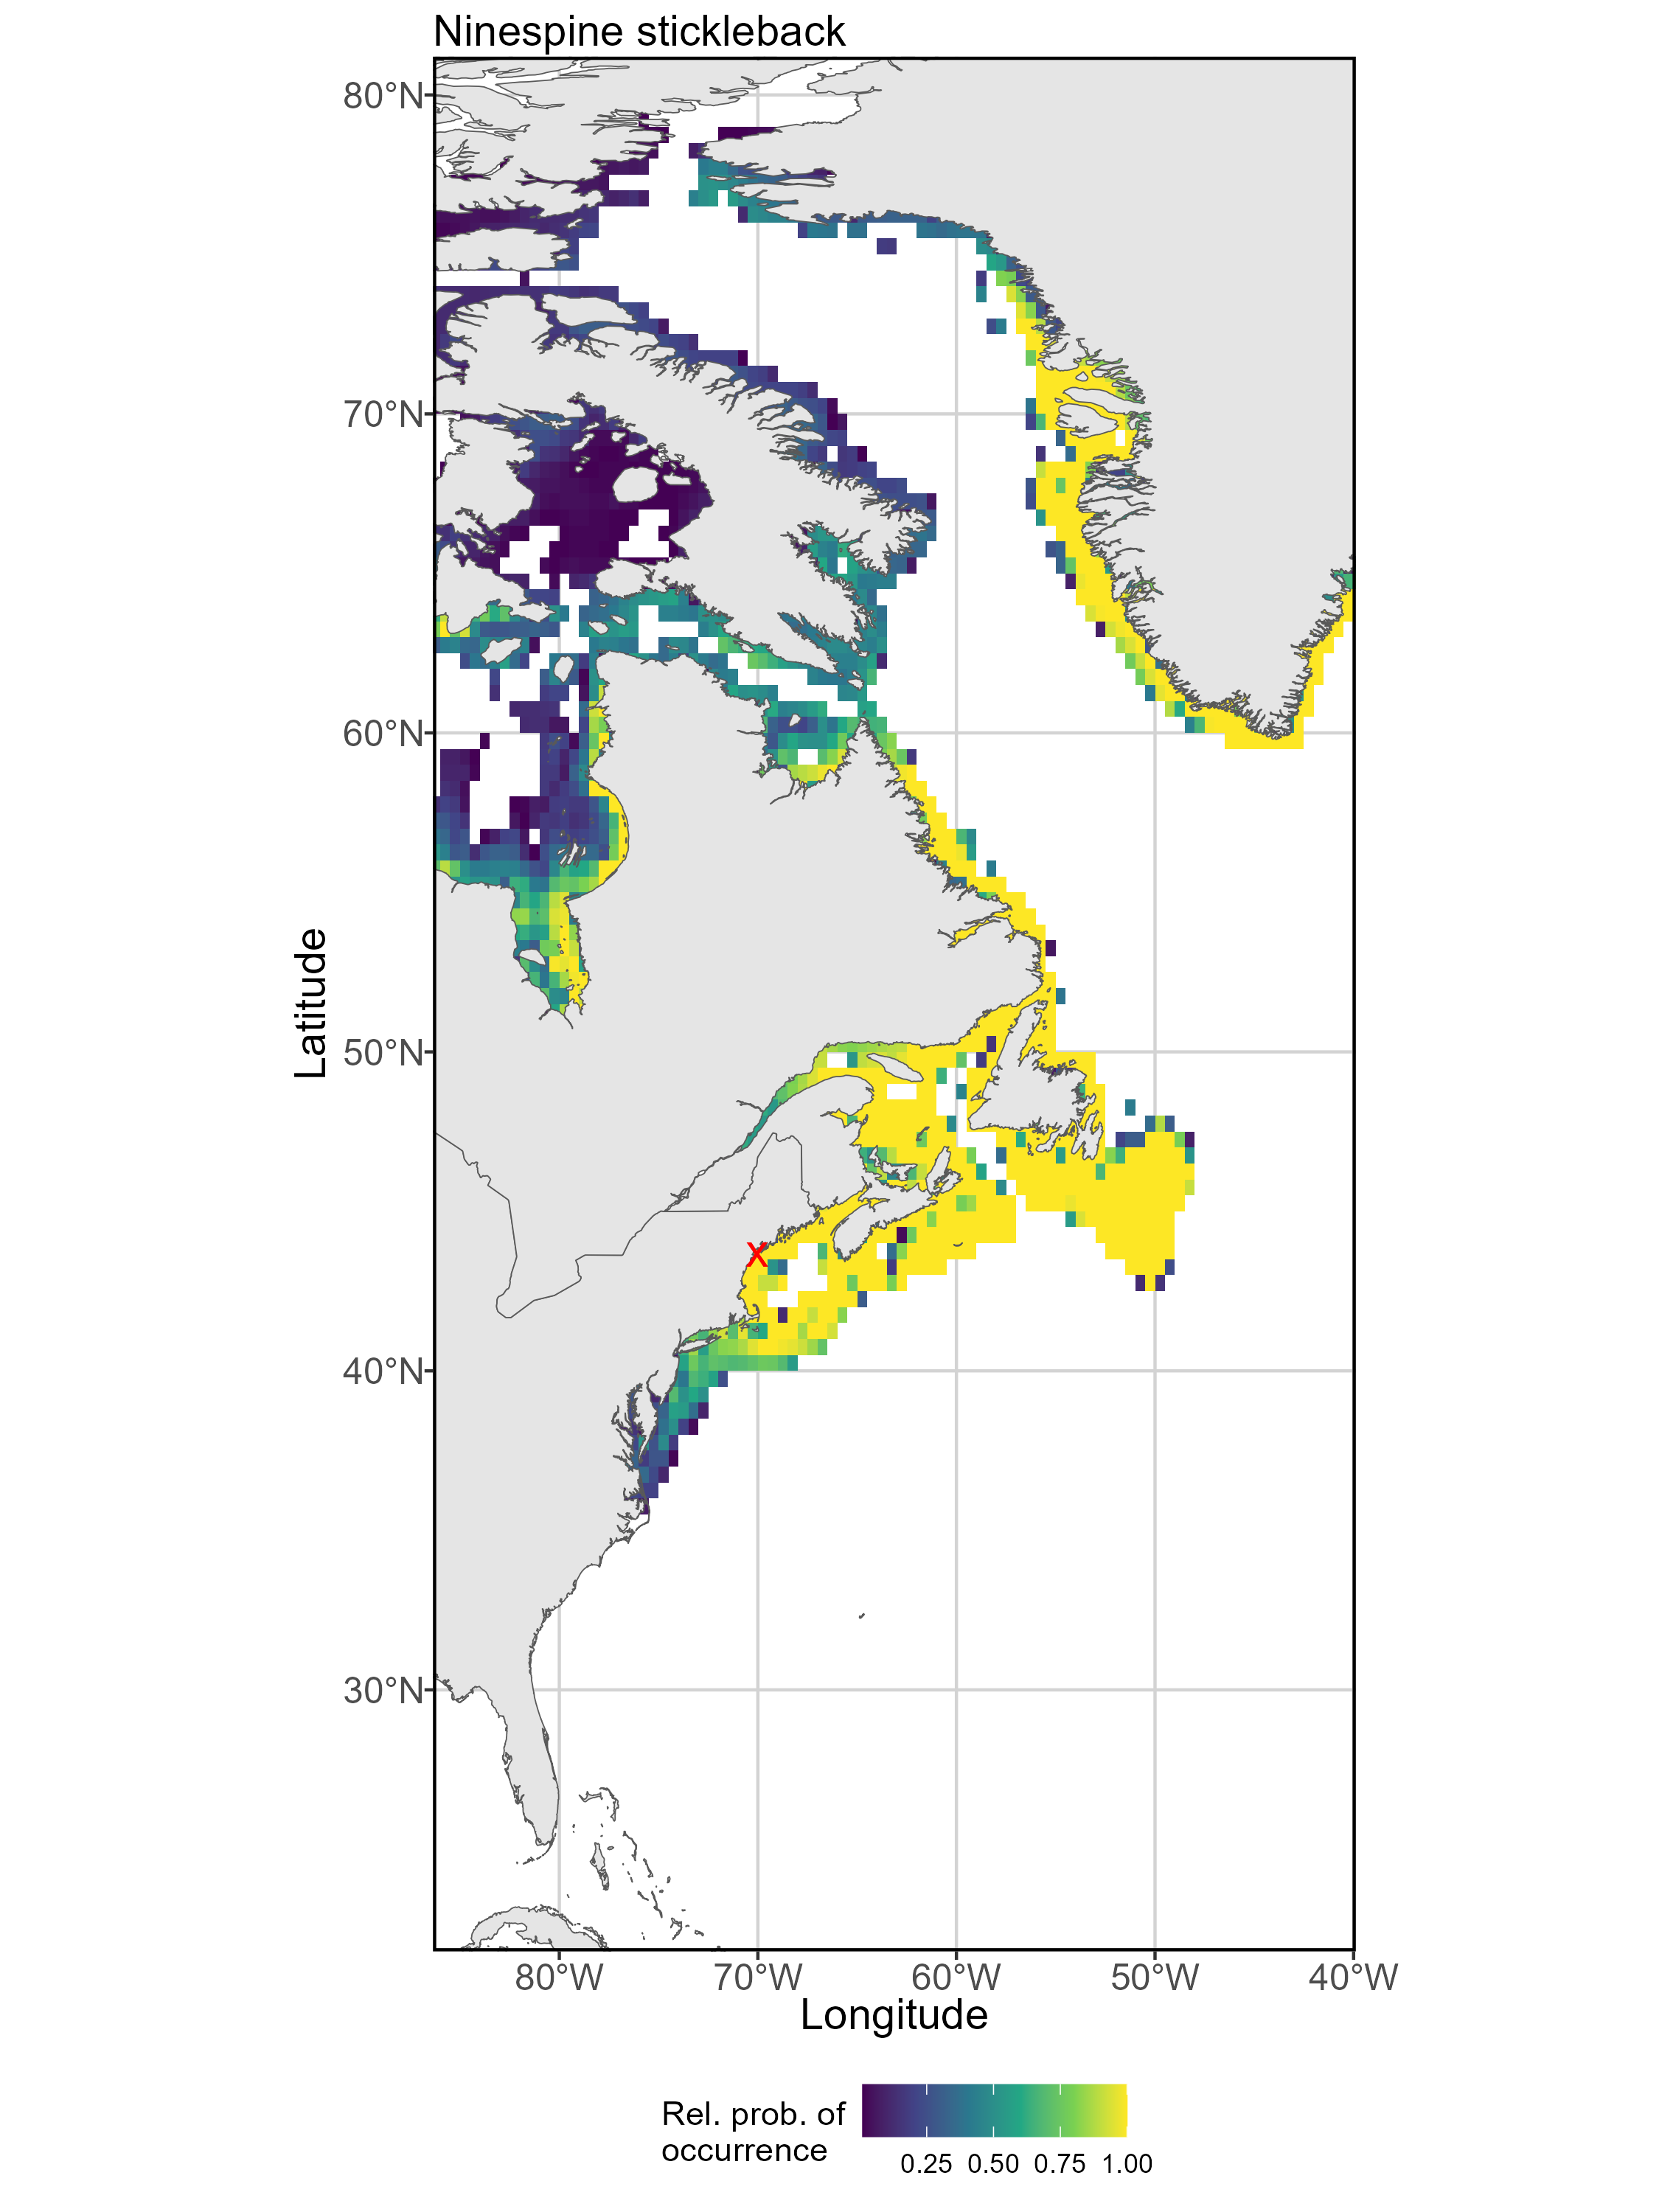 Ninespine stickleback
80°N
70°N
60°N
50°N
40°N
30°N
Latitude
X
80°W 70°W 60°W 50°W 40°W
Longitude
Rel. prob. of
occurrence
0.25 0.50 0.75 1.00